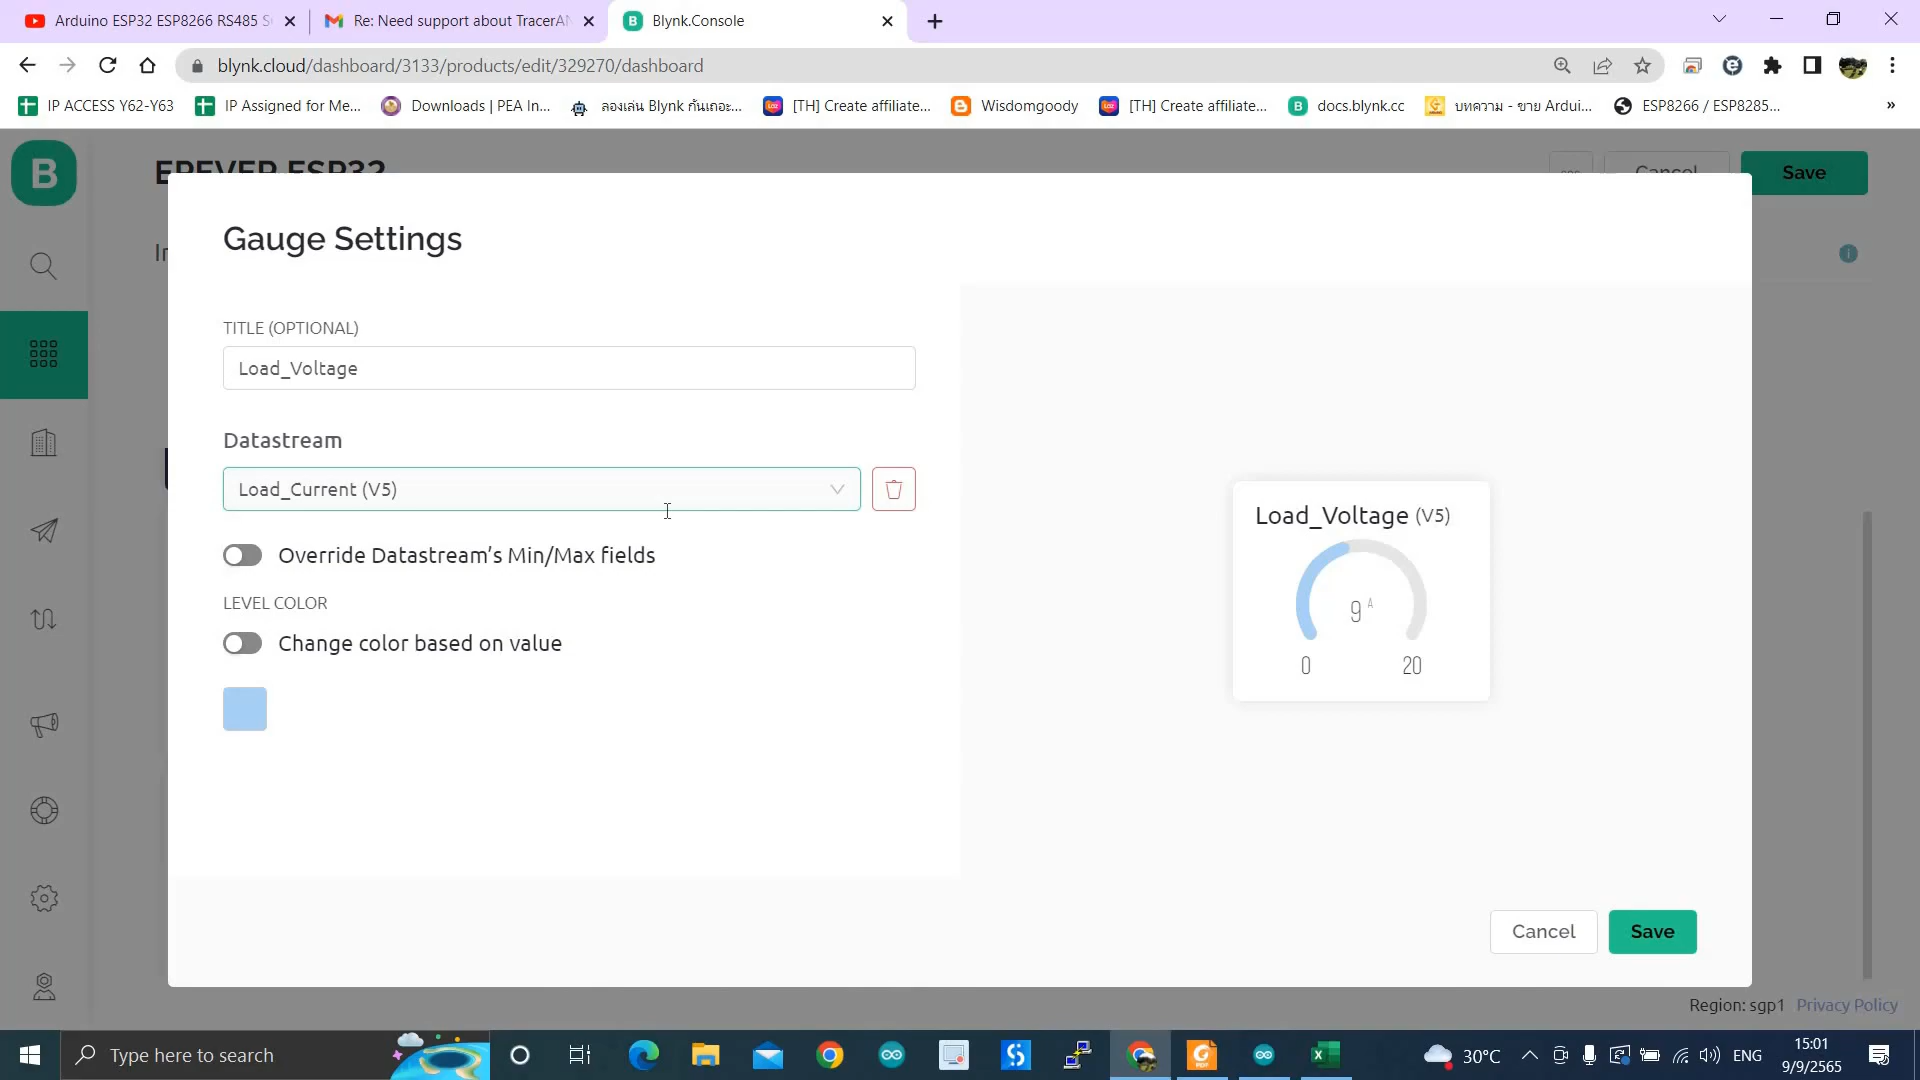 Arduino ESP32 ESP8266 RS485 S
Re: Need support about TracerAN
Blynk.Console
blynk.cloud/dashboard/3133/products/edit/329270/dashboard
IP ACCESS Y62-Y63
IP Assigned for Me...
Downloads | PEA In...
ลองเล่น Blynk กันเถอะ...
[TH] Create affiliate...
Wisdomgoody
[TH] Create affiliate...
docs.blynk.cc
บทความ - ขาย Ardui...
ESP8266 / ESP8285...
»
B
EPEVER ESP32
Cancel
Save
Gauge Settings
TITLE (OPTIONAL)
Load_Voltage
Datastream
Load_Current (V5)
Override Datastream's Min/Max fields
LEVEL COLOR
Change color based on value
Load_Voltage (V5)
9 A
0
20
Cancel
Save
Region: sgp1
Privacy Policy
Type here to search
30°C
ENG
15:01
9/9/2565